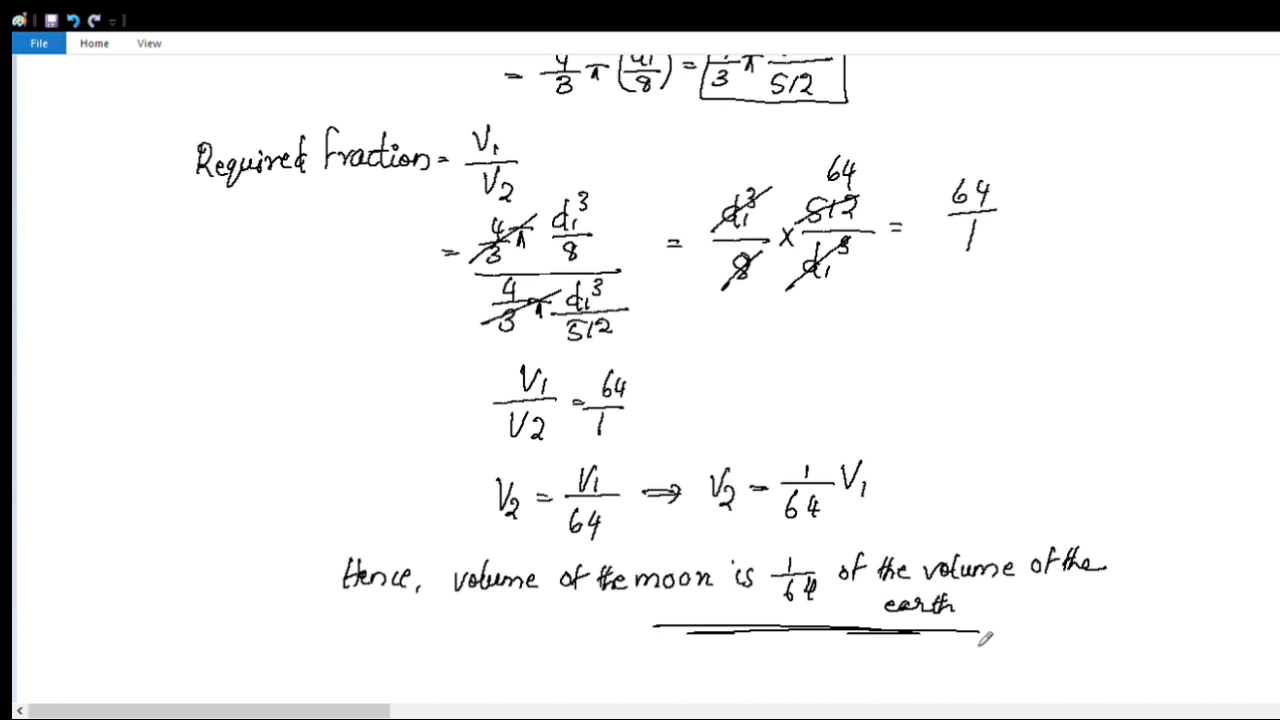 File Home View
= 4/3 π (d₁/8) = 1/3 π 512
Required fraction = V₁/V₂
= (4/3 π d₁³/8) / (4/3 π d₁³/512) = d₁³/8 × 512/d₁³ = 64/1
64
V₁/V2 = 64/1
V₂ = V₁/64 ⇒ V₂ = 1/64 V₁
Hence, volume of the moon is 1/64 of the volume of the
earth